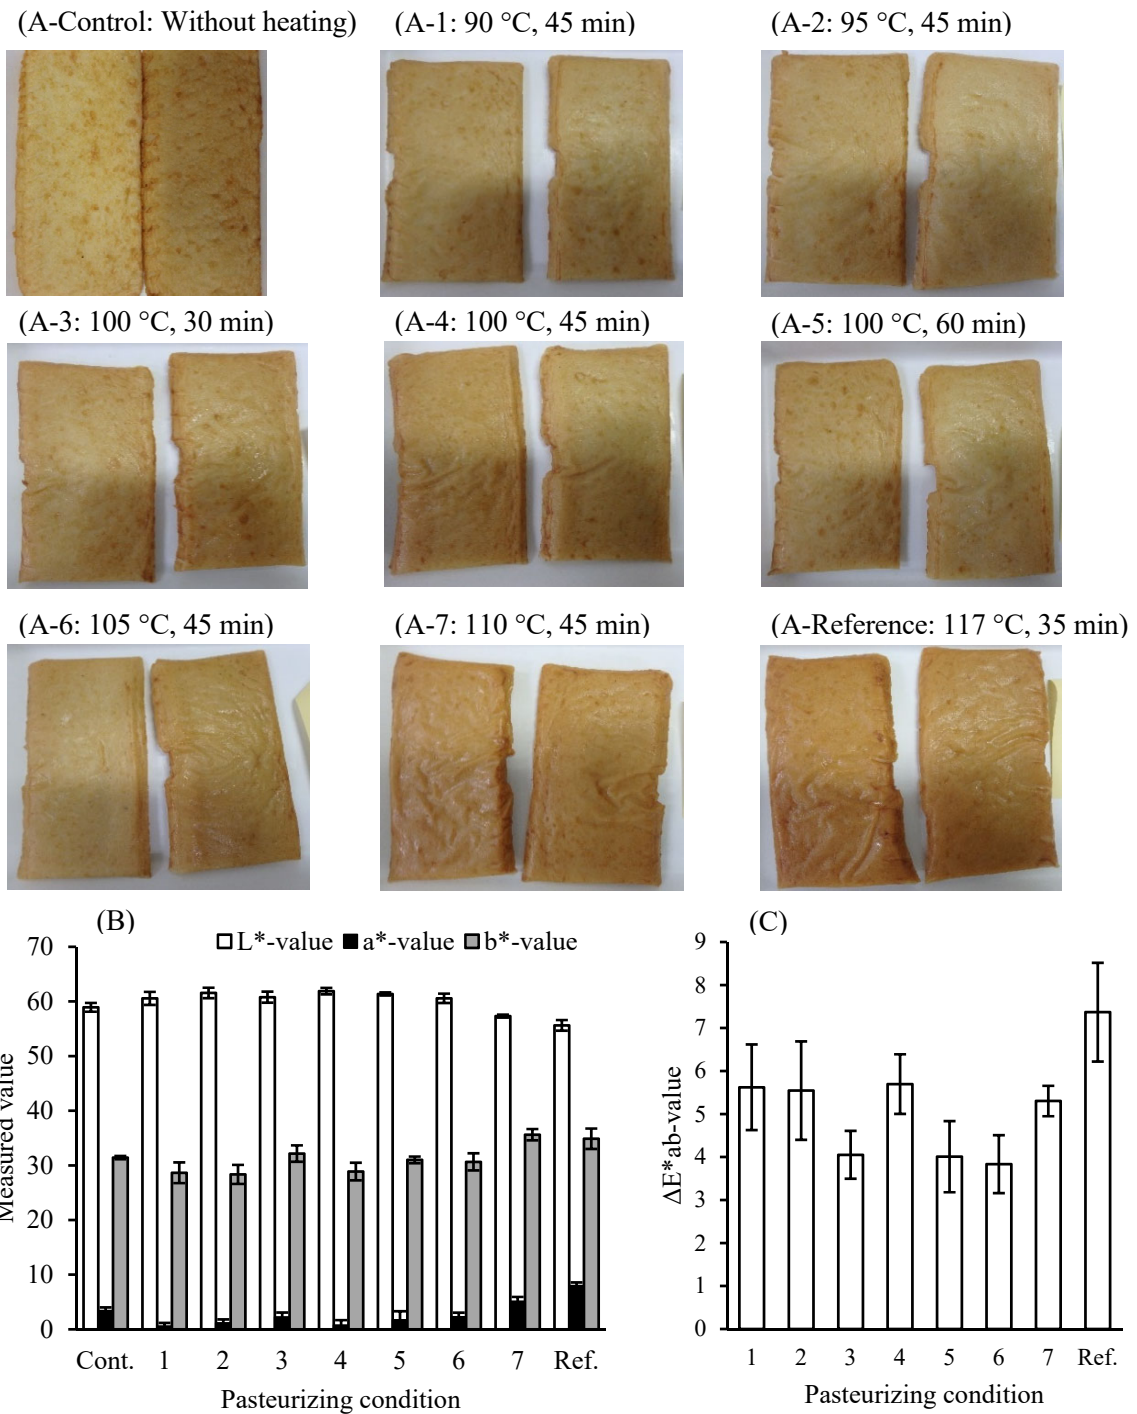 (A-Control: Without heating) (A-1: 90 °C, 45 min) (A-2: 95 °C, 45 min)
(A-3: 100 °C, 30 min) (A-4: 100 °C, 45 min) (A-5: 100 °C, 60 min)
(A-6: 105 °C, 45 min) (A-7: 110 °C, 45 min) (A-Reference: 117 °C, 35 min)
(B)
L*-value a*-value b*-value
Measured value
70
60
50
40
30
20
10
0
Cont. 1 2 3 4 5 6 7 Ref.
Pasteurizing condition
(C)
ΔE*ab-value
9
8
7
6
5
4
3
2
1
0
1 2 3 4 5 6 7 Ref.
Pasteurizing condition